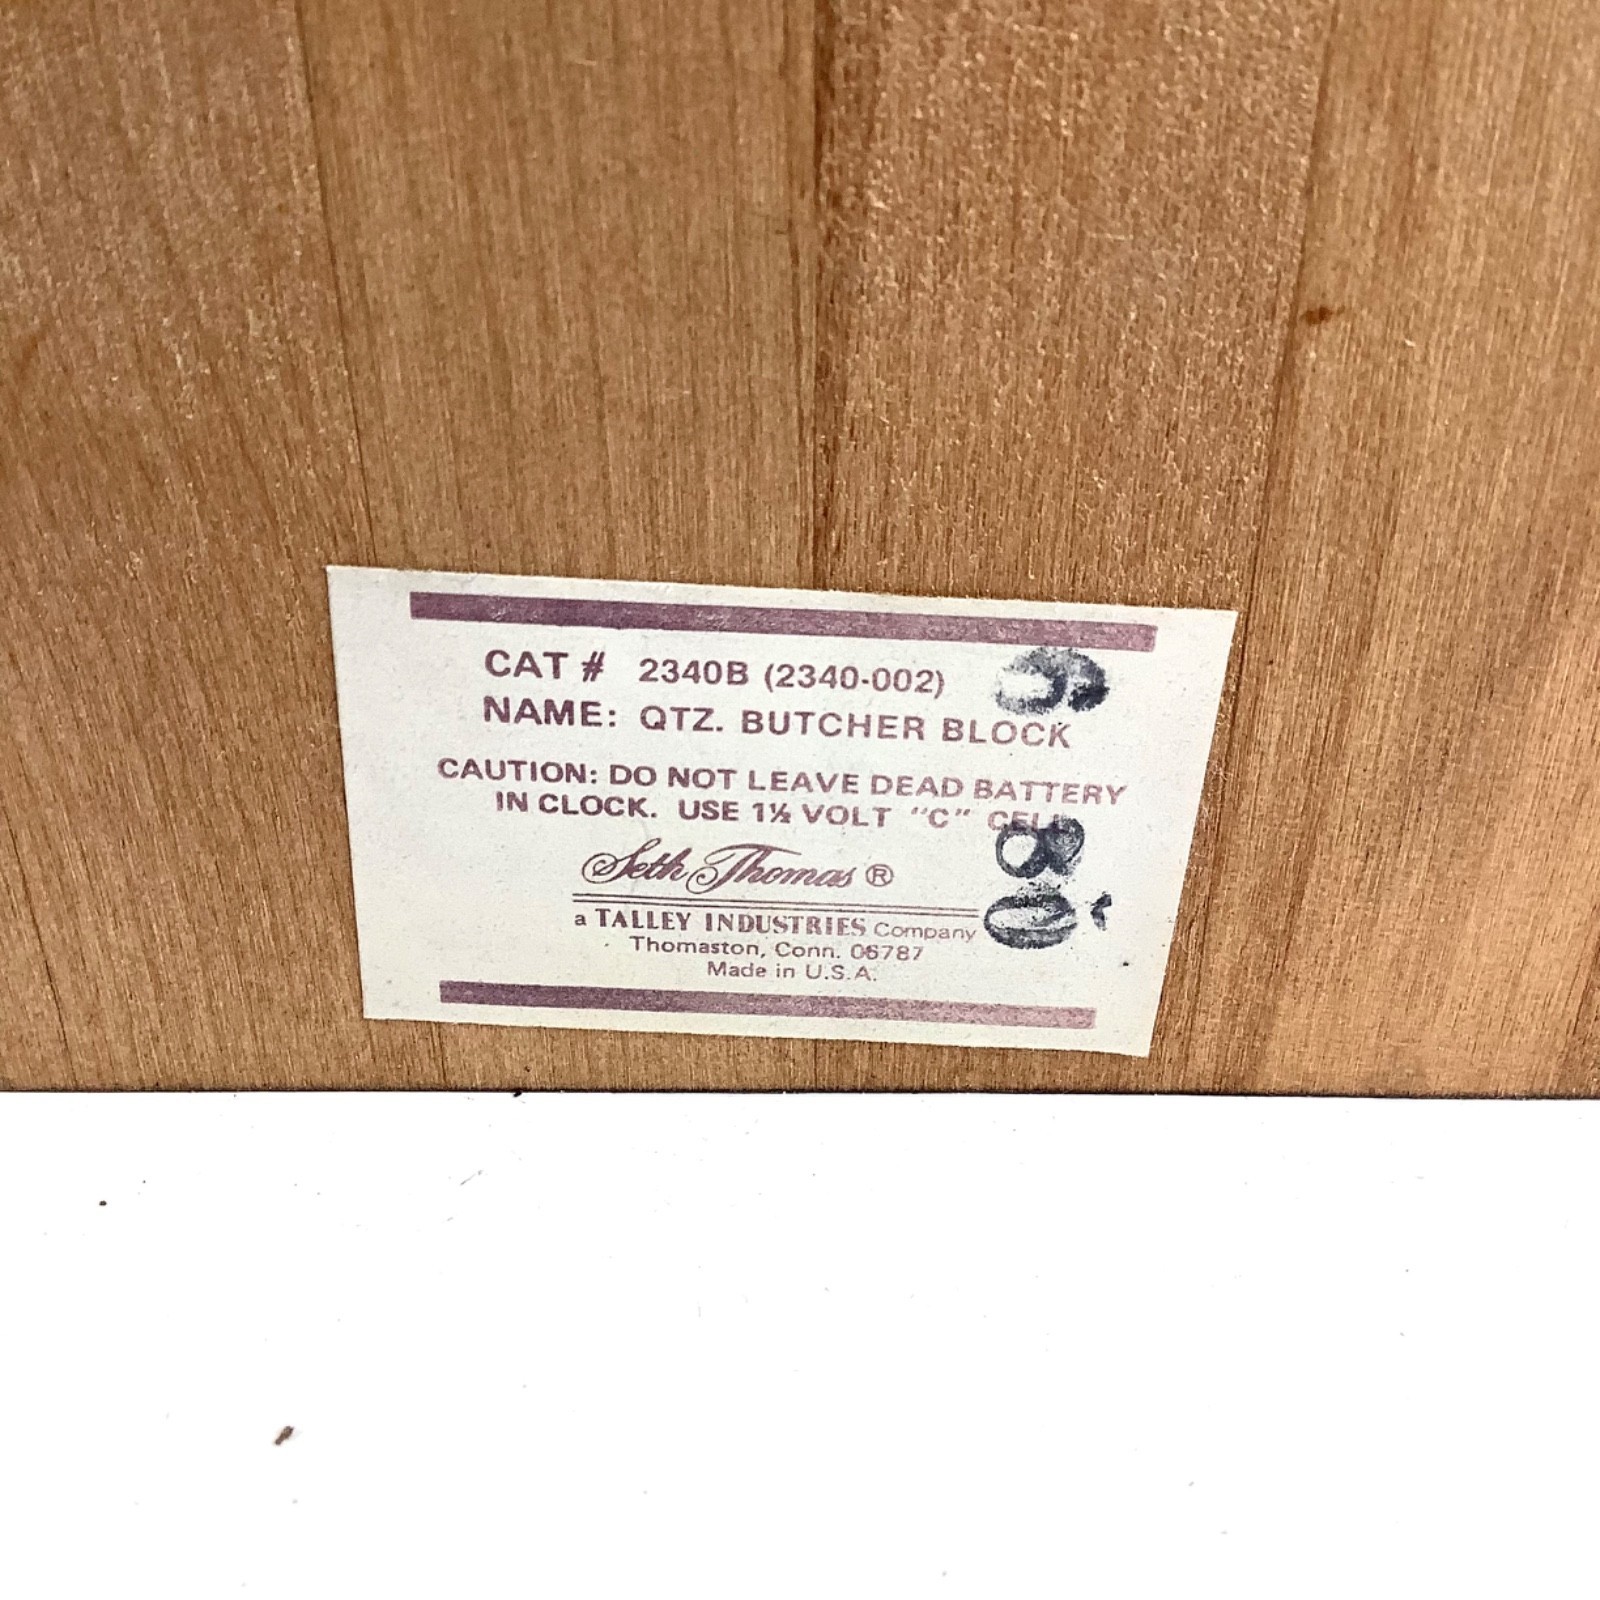 CAT # 2340B (2340-002)
NAME: QTZ. BUTCHER BLOCK
CAUTION: DO NOT LEAVE DEAD BATTERY
IN CLOCK. USE 1½ VOLT "C" CELL
Seth Thomas ®
a TALLEY INDUSTRIES Company
Thomaston, Conn. 06787
Made in U.S.A.